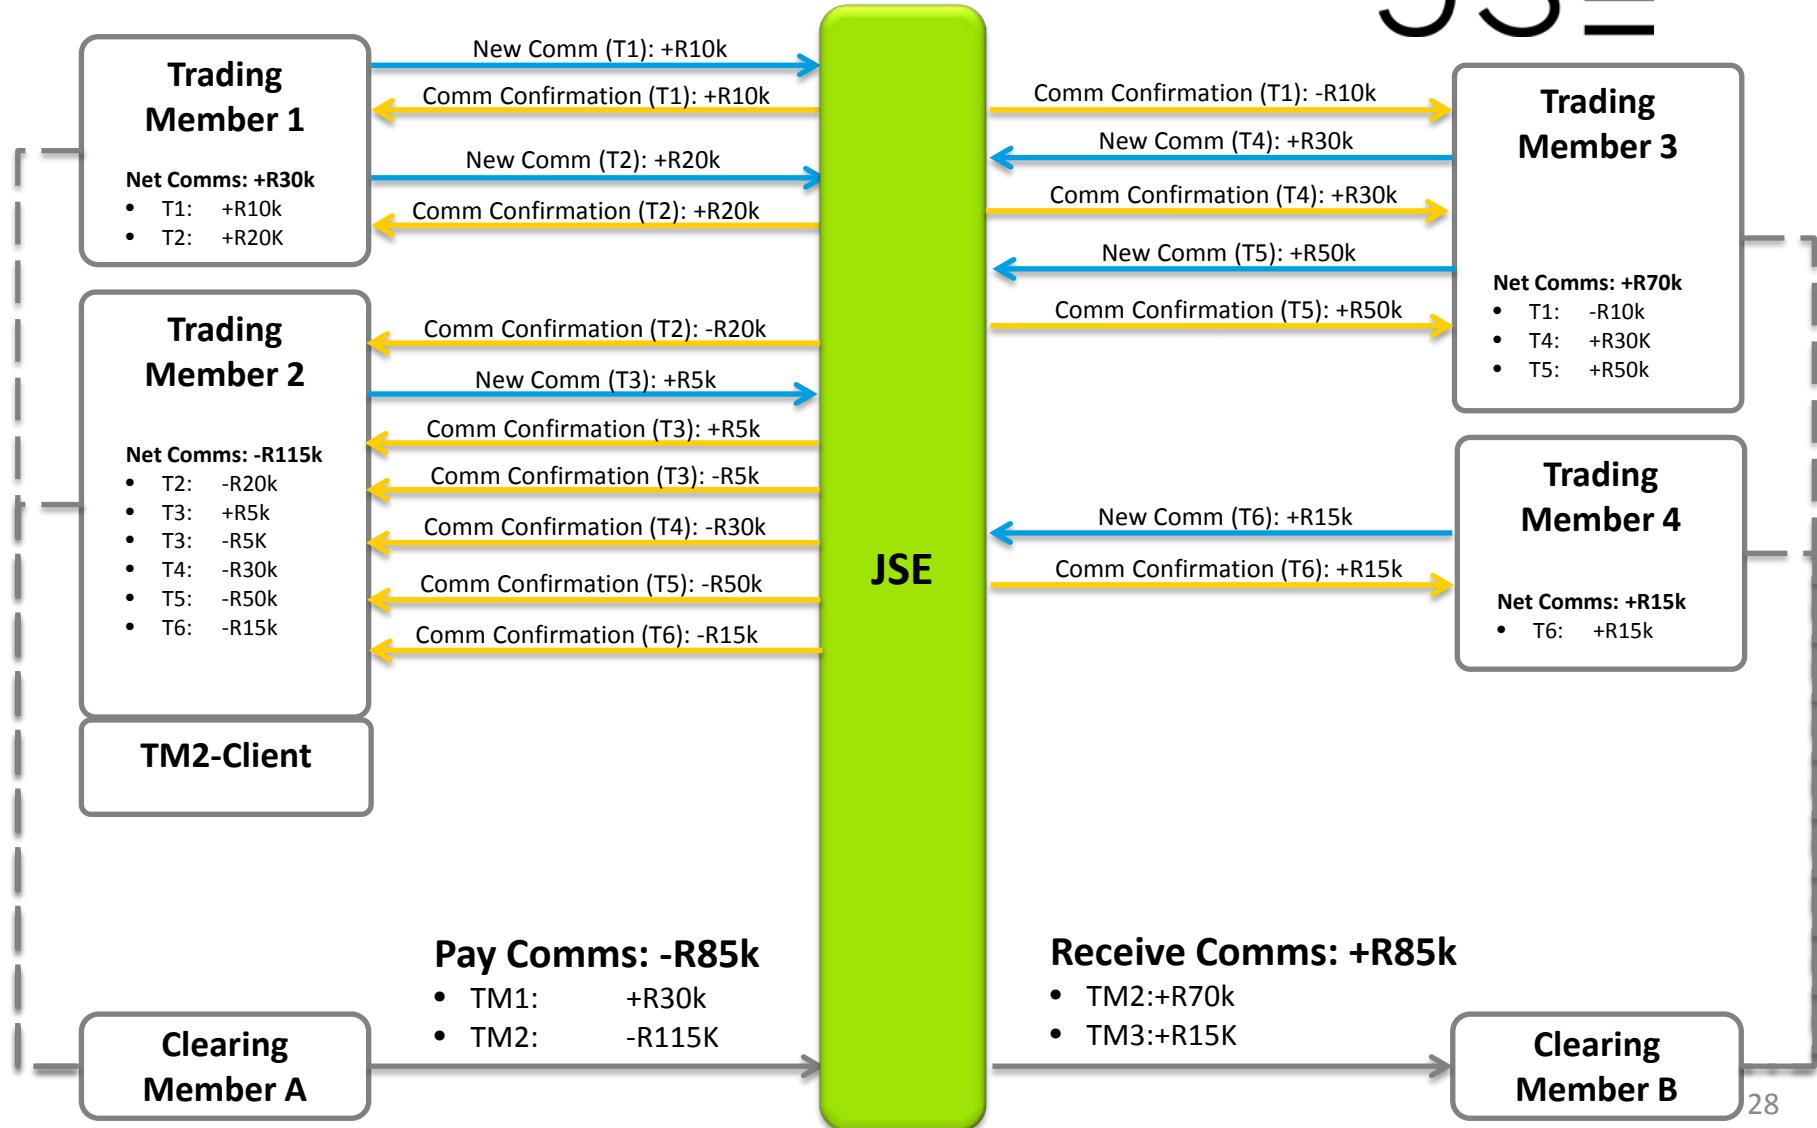 JSE
Trading
Member 1
Net Comms: +R30k
• T1: +R10k
• T2: +R20K
New Comm (T1): +R10k
Comm Confirmation (T1): +R10k
New Comm (T2): +R20k
Comm Confirmation (T2): +R20k
Trading
Member 2
Net Comms: -R115k
• T2: -R20k
• T3: +R5k
• T3: -R5K
• T4: -R30k
• T5: -R50k
• T6: -R15k
Comm Confirmation (T2): -R20k
New Comm (T3): +R5k
Comm Confirmation (T3): +R5k
Comm Confirmation (T3): -R5k
Comm Confirmation (T4): -R30k
Comm Confirmation (T5): -R50k
Comm Confirmation (T6): -R15k
TM2-Client
JSE
Comm Confirmation (T1): -R10k
New Comm (T4): +R30k
Comm Confirmation (T4): +R30k
New Comm (T5): +R50k
Comm Confirmation (T5): +R50k
Trading
Member 3
Net Comms: +R70k
• T1: -R10k
• T4: +R30K
• T5: +R50k
New Comm (T6): +R15k
Comm Confirmation (T6): +R15k
Trading
Member 4
Net Comms: +R15k
• T6: +R15k
Pay Comms: -R85k
• TM1: +R30k
• TM2: -R115K
Clearing
Member A
Receive Comms: +R85k
• TM2:+R70k
• TM3:+R15K
Clearing
Member B
28